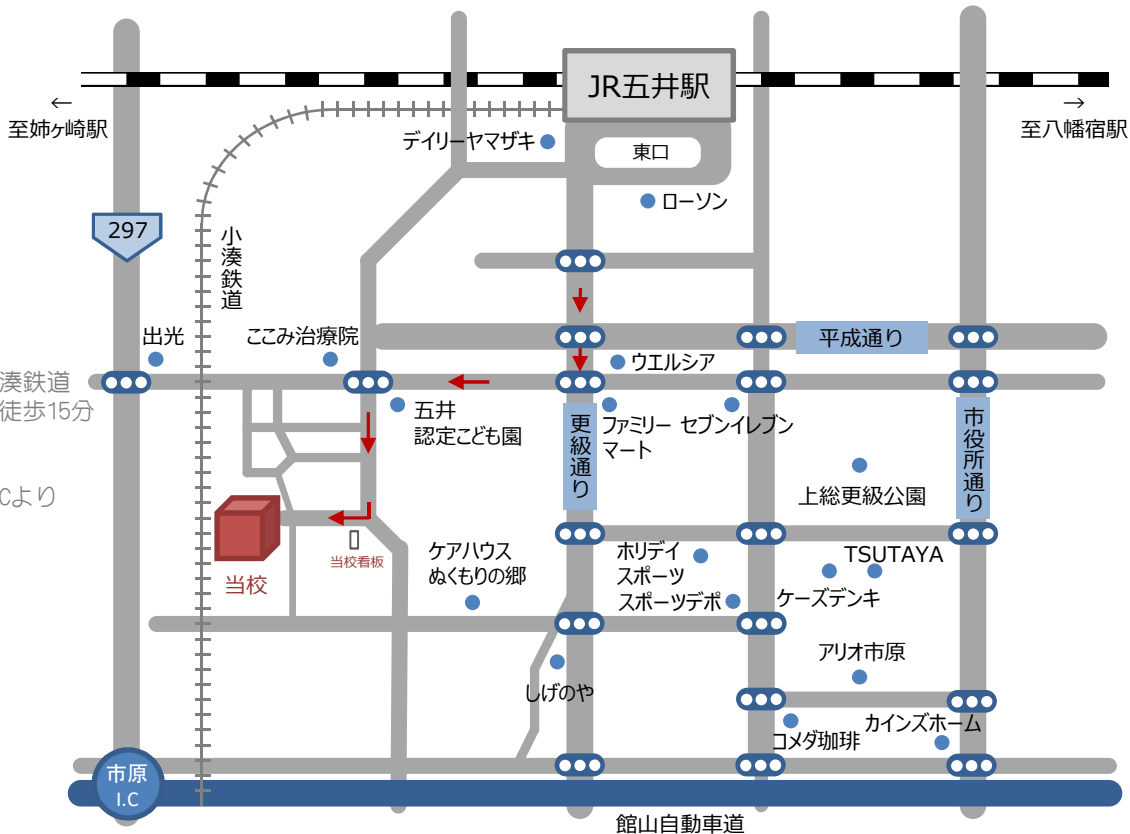 JR五井駅
東口
←
至姉ヶ崎駅
→
至八幡宿駅
デイリーヤマザキ
ローソン
297
小湊鉄道
出光
ここみ治療院
平成通り
ウエルシア
湊鉄道
徒歩15分
五井
認定こども園
更級通り
ファミリー
マート
セブンイレブン
市役所通り
上総更級公園
Cより
当校
当校看板
ケアハウス
ぬくもりの郷
ホリデイ
スポーツ
スポーツデポ
TSUTAYA
ケーズデンキ
アリオ市原
しげのや
コメダ珈琲
カインズホーム
市原
I.C
館山自動車道